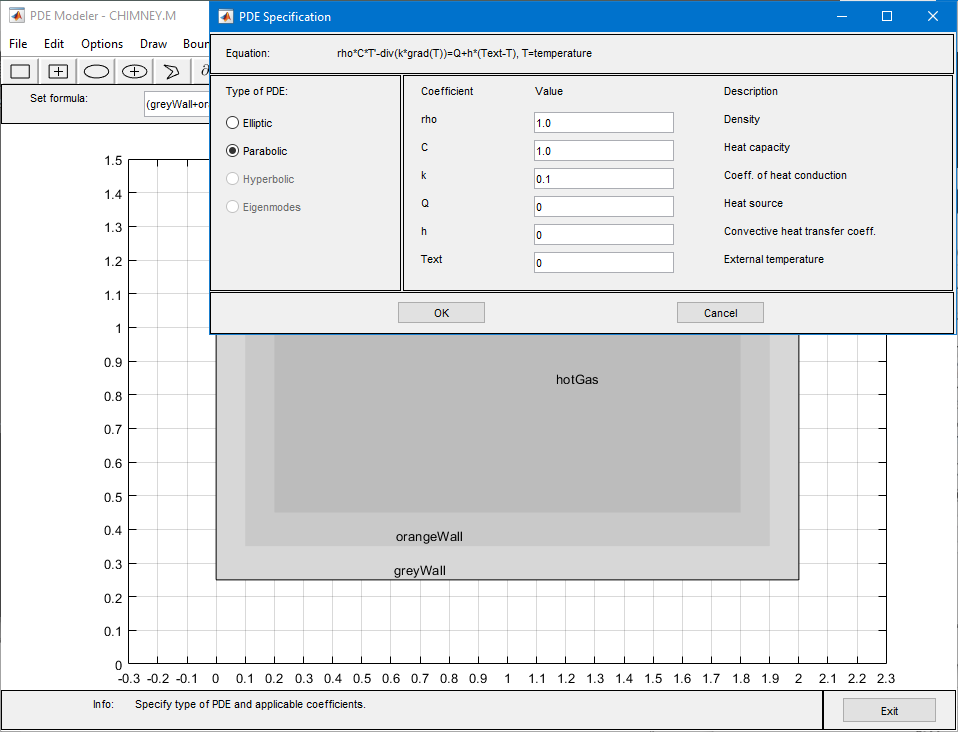 PDE Modeler - CHIMNEY.M
PDE Specification
File Edit Options Draw
Equation: rho*C*T'-div(k*grad(T))=Q+h*(Text-T), T=temperature
Set formula:
Type of PDE:
Elliptic
Parabolic
Hyperbolic
Eigenmodes
Coefficient Value Description
rho 1.0 Density
C 1.0 Heat capacity
k 0.1 Coeff. of heat conduction
Q 0 Heat source
h 0 Convective heat transfer coeff.
Text 0 External temperature
OK Cancel
1.5
1.4
1.3
1.2
1.1
1
0.9
0.8
0.7
0.6
0.5
0.4
0.3
0.2
0.1
0
hotGas
orangeWall
greyWall
-0.3 -0.2 -0.1 0 0.1 0.2 0.3 0.4 0.5 0.6 0.7 0.8 0.9 1 1.1 1.2 1.3 1.4 1.5 1.6 1.7 1.8 1.9 2 2.1 2.2 2.3
Info: Specify type of PDE and applicable coefficients.
Exit